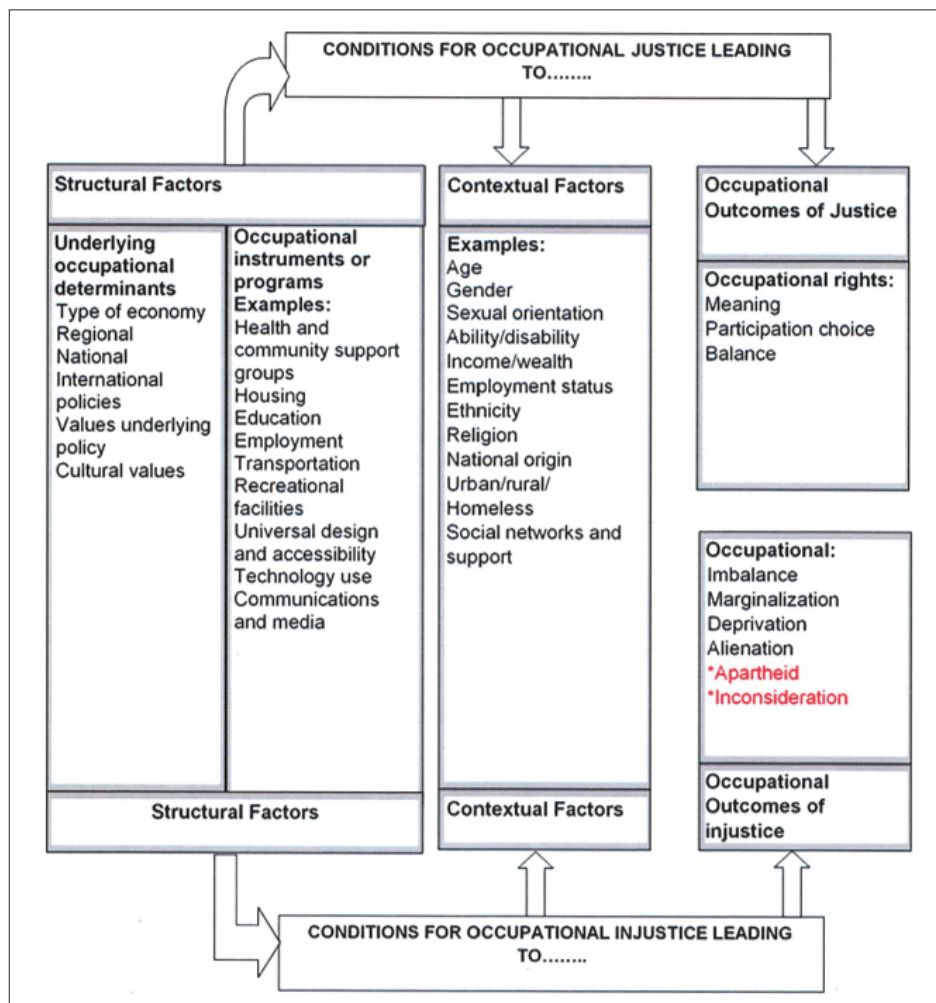 CONDITIONS FOR OCCUPATIONAL JUSTICE LEADING
TO........
Structural Factors
Underlying
occupational
determinants
Type of economy
Regional
National
International
policies
Values underlying
policy
Cultural values
Occupational
instruments or
programs
Examples:
Health and
community support
groups
Housing
Education
Employment
Transportation
Recreational
facilities
Universal design
and accessibility
Technology use
Communications
and media
Structural Factors
Contextual Factors
Examples:
Age
Gender
Sexual orientation
Ability/disability
Income/wealth
Employment status
Ethnicity
Religion
National origin
Urban/rural/
Homeless
Social networks and
support
Contextual Factors
Occupational
Outcomes of Justice
Occupational rights:
Meaning
Participation choice
Balance
Occupational:
Imbalance
Marginalization
Deprivation
Alienation
*Apartheid
*Inconsideration
Occupational
Outcomes of
injustice
CONDITIONS FOR OCCUPATIONAL INJUSTICE LEADING
TO........